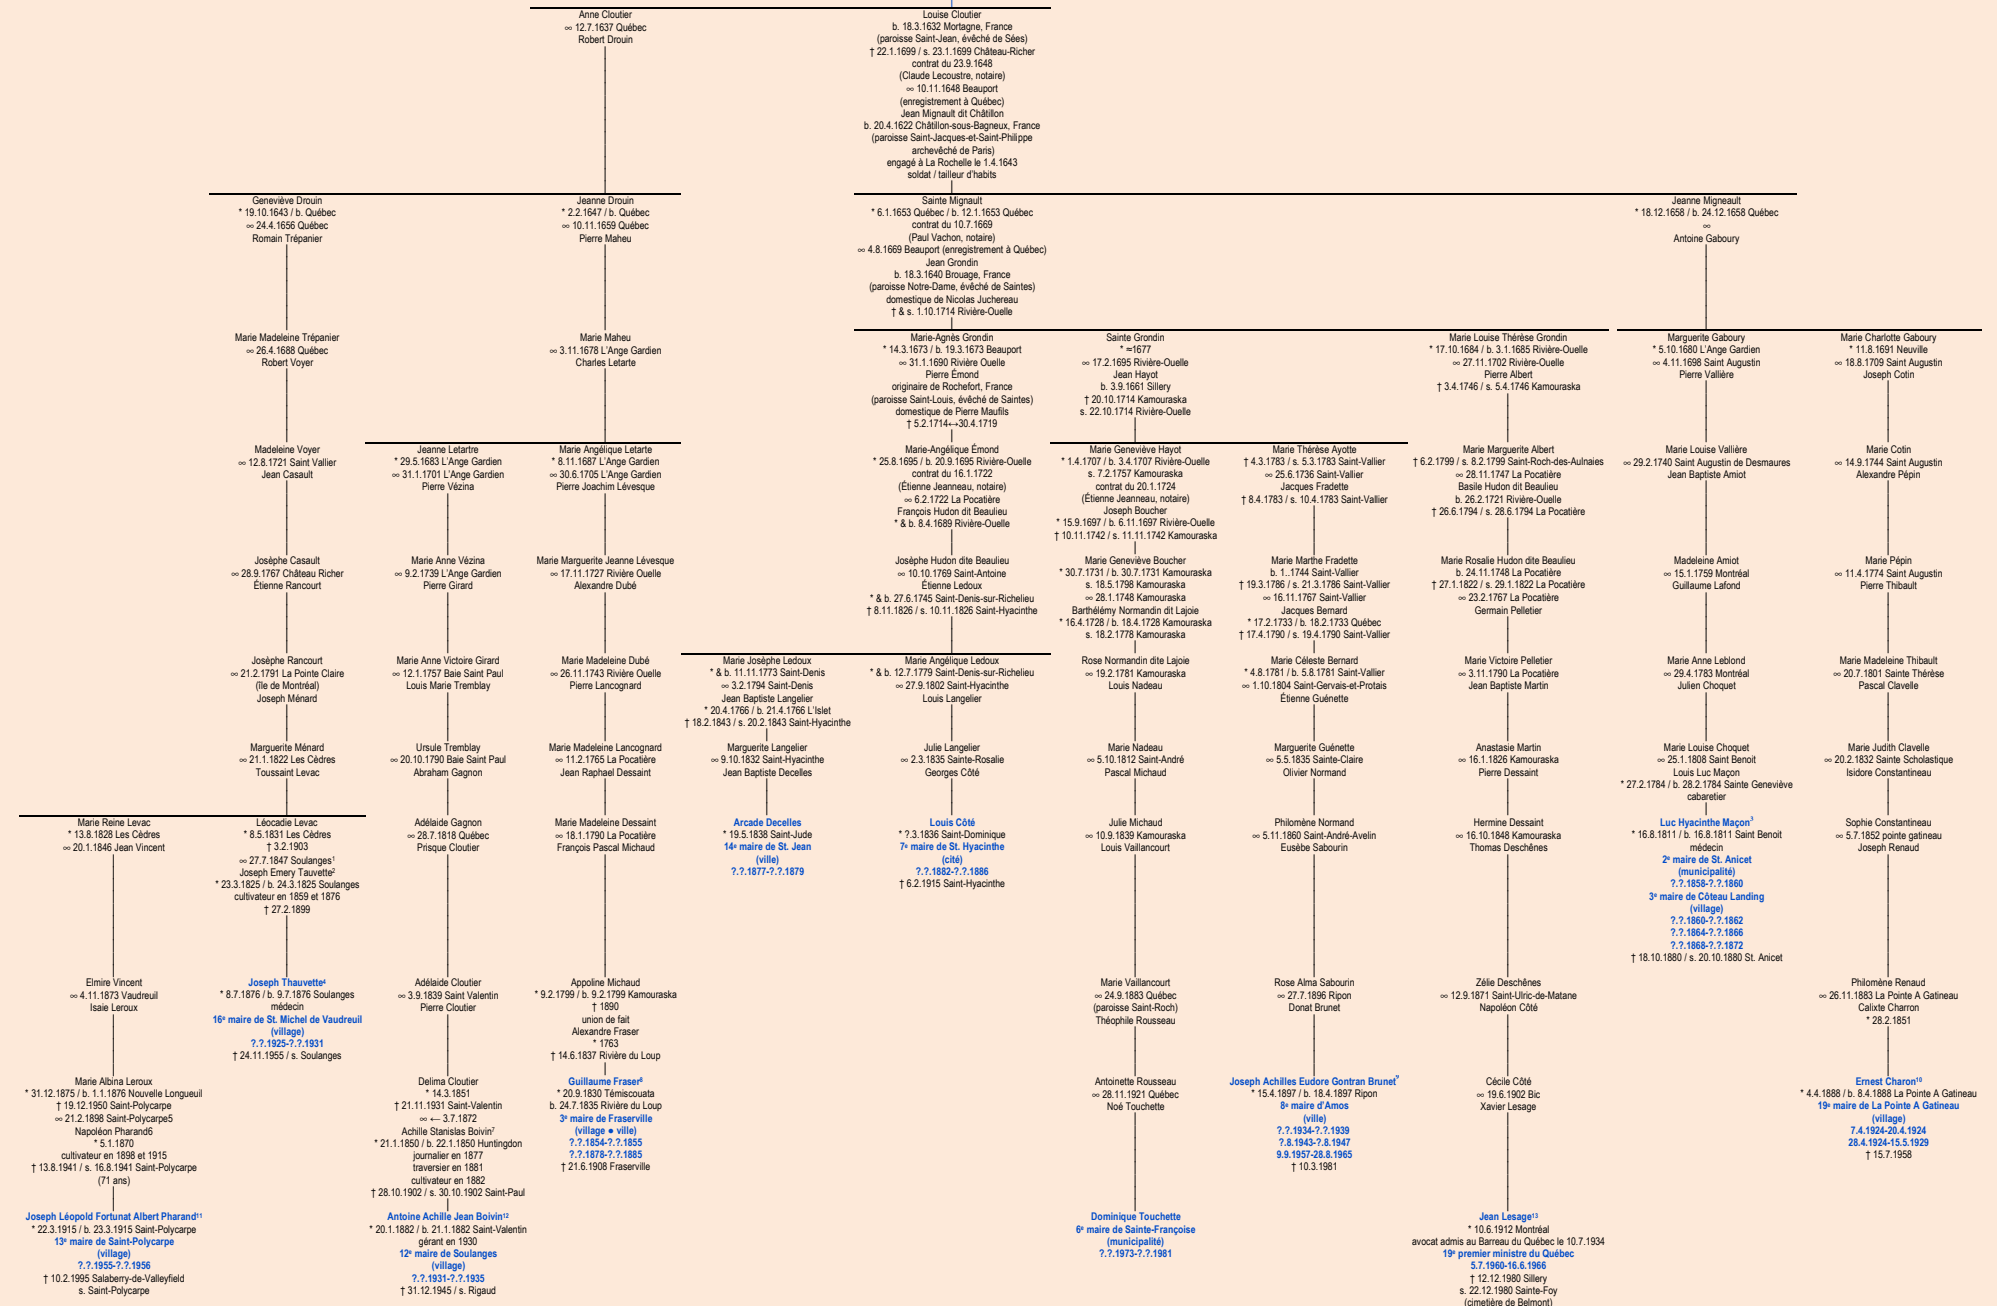 Anne Cloutier
∞ 12.7.1637 Québec
Robert Drouin
Louise Cloutier
b. 18.3.1632 Mortagne, France
(paroisse Saint-Jean, évêché de Sées)
† 22.1.1699 / s. 23.1.1699 Château-Richer
contrat du 23.9.1648
(Claude Lecoustre, notaire)
∞ 10.11.1648 Beauport
(enregistrement à Québec)
Jean Mignault dit Châtillon
b. 20.4.1622 Châtillon-sous-Bagneux, France
(paroisse Saint-Jacques-et-Saint-Philippe
archevêché de Paris)
engagé à La Rochelle le 1.4.1643
soldat / tailleur d'habits
Geneviève Drouin
* 19.10.1643 / b. Québec
∞ 24.4.1656 Québec
Romain Trépanier
Jeanne Drouin
* 2.2.1647 / b. Québec
∞ 10.11.1659 Québec
Pierre Maheu
Sainte Mignault
* 6.1.1653 Québec / b. 12.1.1653 Québec
contrat du 10.7.1669
(Paul Vachon, notaire)
∞ 4.8.1669 Beauport (enregistrement à Québec)
Jean Grondin
b. 18.3.1640 Brouage, France
(paroisse Notre-Dame, évêché de Saintes)
domestique de Nicolas Juchereau
† & s. 1.10.1714 Rivière-Ouelle
Jeanne Migneault
* 18.12.1658 / b. 24.12.1658 Québec
∞
Antoine Gaboury
Marie Madeleine Trépanier
∞ 26.4.1688 Québec
Robert Voyer
Marie Maheu
∞ 3.11.1678 L'Ange Gardien
Charles Letarte
Marie-Agnès Grondin
* 14.3.1673 / b. 19.3.1673 Beauport
∞ 31.1.1690 Rivière Ouelle
Pierre Émond
originaire de Rochefort, France
(paroisse Saint-Louis, évêché de Saintes)
domestique de Pierre Maufils
† 5.2.1714↔30.4.1719
Sainte Grondin
* ≈1677
∞ 17.2.1695 Rivière-Ouelle
Jean Hayot
b. 3.9.1661 Sillery
† 20.10.1714 Kamouraska
s. 22.10.1714 Rivière-Ouelle
Marie Louise Thérèse Grondin
* 17.10.1684 / b. 3.1.1685 Rivière-Ouelle
∞ 27.11.1702 Rivière-Ouelle
Pierre Albert
† 3.4.1746 / s. 5.4.1746 Kamouraska
Marguerite Gaboury
* 5.10.1680 L'Ange Gardien
∞ 4.11.1698 Saint Augustin
Pierre Vallière
Marie Charlotte Gaboury
* 11.8.1691 Neuville
∞ 18.8.1709 Saint Augustin
Joseph Cotin
Madeleine Voyer
∞ 12.8.1721 Saint Vallier
Jean Casault
Jeanne Letartre
* 29.5.1683 L'Ange Gardien
∞ 31.1.1701 L'Ange Gardien
Pierre Vézina
Marie Angélique Letarte
* 8.11.1687 L'Ange Gardien
∞ 30.6.1705 L'Ange Gardien
Pierre Joachim Lévesque
Marie-Angélique Émond
* 25.8.1695 / b. 20.9.1695 Rivière-Ouelle
contrat du 16.1.1722
(Étienne Jeanneau, notaire)
∞ 6.2.1722 La Pocatière
François Hudon dit Beaulieu
* & b. 8.4.1689 Rivière-Ouelle
Marie Geneviève Hayot
* 1.4.1707 / b. 3.4.1707 Rivière-Ouelle
s. 7.2.1757 Kamouraska
contrat du 20.1.1724
(Étienne Jeanneau, notaire)
Joseph Boucher
* 15.9.1697 / b. 6.11.1697 Rivière-Ouelle
† 10.11.1742 / s. 11.11.1742 Kamouraska
Marie Thérèse Ayotte
† 4.3.1783 / s. 5.3.1783 Saint-Vallier
∞ 25.6.1736 Saint-Vallier
Jacques Fradette
† 8.4.1783 / s. 10.4.1783 Saint-Vallier
Marie Marguerite Albert
† 6.2.1799 / s. 8.2.1799 Saint-Roch-des-Aulnaies
∞ 28.11.1747 La Pocatière
Basile Hudon dit Beaulieu
b. 26.2.1721 Rivière-Ouelle
† 26.6.1794 / s. 28.6.1794 La Pocatière
Marie Louise Vallière
∞ 29.2.1740 Saint Augustin de Desmaures
Jean Baptiste Amiot
Marie Cotin
∞ 14.9.1744 Saint Augustin
Alexandre Pépin
Josèphe Casault
∞ 28.9.1767 Château Richer
Étienne Rancourt
Marie Anne Vézina
∞ 9.2.1739 L'Ange Gardien
Pierre Girard
Marie Marguerite Jeanne Lévesque
∞ 17.11.1727 Rivière Ouelle
Alexandre Dubé
Josèphe Hudon dite Beaulieu
∞ 10.10.1769 Saint-Antoine
Étienne Ledoux
* & b. 27.6.1745 Saint-Denis-sur-Richelieu
† 8.11.1826 / s. 10.11.1826 Saint-Hyacinthe
Marie Geneviève Boucher
* 30.7.1731 / b. 30.7.1731 Kamouraska
s. 18.5.1798 Kamouraska
∞ 28.1.1748 Kamouraska
Barthélémy Normandin dit Lajoie
* 16.4.1728 / b. 18.4.1728 Kamouraska
s. 18.2.1778 Kamouraska
Marie Marthe Fradette
b. 1..1744 Saint-Vallier
† 19.3.1786 / s. 21.3.1786 Saint-Vallier
∞ 16.11.1767 Saint-Vallier
Jacques Bernard
* 17.2.1733 / b. 18.2.1733 Québec
† 17.4.1790 / s. 19.4.1790 Saint-Vallier
Marie Rosalie Hudon dite Beaulieu
b. 24.11.1748 La Pocatière
† 27.1.1822 / s. 29.1.1822 La Pocatière
∞ 23.2.1767 La Pocatière
Germain Pelletier
Madeleine Amiot
∞ 15.1.1759 Montréal
Guillaume Lafond
Marie Pépin
∞ 11.4.1774 Saint Augustin
Pierre Thibault
Josèphe Rancourt
∞ 21.2.1791 La Pointe Claire
(île de Montréal)
Joseph Ménard
Marie Anne Victoire Girard
∞ 12.1.1757 Baie Saint Paul
Louis Marie Tremblay
Marie Madeleine Dubé
∞ 26.11.1743 Rivière Ouelle
Pierre Lancognard
Marie Josèphe Ledoux
* & b. 11.11.1773 Saint-Denis
∞ 3.2.1794 Saint-Denis
Jean Baptiste Langelier
* 20.4.1766 / b. 21.4.1766 L'Islet
† 18.2.1843 / s. 20.2.1843 Saint-Hyacinthe
Marie Angélique Ledoux
* & b. 12.7.1779 Saint-Denis-sur-Richelieu
∞ 27.9.1802 Saint-Hyacinthe
Louis Langelier
Rose Normandin dite Lajoie
∞ 19.2.1781 Kamouraska
Louis Nadeau
Marie Céleste Bernard
* 4.8.1781 / b. 5.8.1781 Saint-Vallier
∞ 1.10.1804 Saint-Gervais-et-Protais
Étienne Guénette
Marie Victoire Pelletier
∞ 3.11.1790 La Pocatière
Jean Baptiste Martin
Marie Anne Leblond
∞ 29.4.1783 Montréal
Julien Choquet
Marie Madeleine Thibault
∞ 20.7.1801 Sainte Thérèse
Pascal Clavelle
Marguerite Ménard
∞ 21.1.1822 Les Cèdres
Toussaint Levac
Ursule Tremblay
∞ 20.10.1790 Baie Saint Paul
Abraham Gagnon
Marie Madeleine Lancognard
∞ 11.2.1765 La Pocatière
Jean Raphael Dessaint
Marguerite Langelier
∞ 9.10.1832 Saint-Hyacinthe
Jean Baptiste Decelles
Julie Langelier
∞ 2.3.1835 Sainte-Rosalie
Georges Côté
Marie Nadeau
∞ 5.10.1812 Saint-André
Pascal Michaud
Marguerite Guénette
∞ 5.5.1835 Sainte-Claire
Olivier Normand
Anastasie Martin
∞ 16.1.1826 Kamouraska
Pierre Dessaint
Marie Louise Choquet
∞ 25.1.1808 Saint Benoit
Louis Luc Maçon
* 27.2.1784 / b. 28.2.1784 Sainte Geneviève
cabaretier
Marie Judith Clavelle
∞ 20.2.1832 Sainte Scholastique
Isidore Constantineau
Marie Reine Levac
* 13.8.1828 Les Cèdres
∞ 20.1.1846 Jean Vincent
Léocadie Levac
* 8.5.1831 Les Cèdres
† 3.2.1903
∞ 27.7.1847 Soulanges¹
Joseph Emery Tauvette²
* 23.3.1825 / b. 24.3.1825 Soulanges
cultivateur en 1859 et 1876
† 27.2.1899
Adélaide Gagnon
∞ 28.7.1818 Québec
Prisque Cloutier
Marie Madeleine Dessaint
∞ 18.1.1790 La Pocatière
François Pascal Michaud
Arcade Decelles
* 19.5.1838 Saint-Jude
14ᵉ maire de St. Jean
(ville)
?.?.1877-?.?.1879
Louis Côté
* ?.3.1836 Saint-Dominique
7ᵉ maire de St. Hyacinthe
(cité)
?.?.1882-?.?.1886
† 6.2.1915 Saint-Hyacinthe
Julie Michaud
∞ 10.9.1839 Kamouraska
Louis Vaillancourt
Philomène Normand
∞ 5.11.1860 Saint-André-Avelin
Eusèbe Sabourin
Hermine Dessaint
∞ 16.10.1848 Kamouraska
Thomas Deschênes
Luc Hyacinthe Maçon³
* 16.8.1811 / b. 16.8.1811 Saint Benoit
médecin
2ᵉ maire de St. Anicet
(municipalité)
?.?.1858-?.?.1860
3ᵉ maire de Côteau Landing
(village)
?.?.1860-?.?.1862
?.?.1864-?.?.1866
?.?.1868-?.?.1872
† 18.10.1880 / s. 20.10.1880 St. Anicet
Sophie Constantineau
∞ 5.7.1852 pointe gatineau
Joseph Renaud
Elmire Vincent
∞ 4.11.1873 Vaudreuil
Isaie Leroux
Joseph Thauvette⁴
* 8.7.1876 / b. 9.7.1876 Soulanges
médecin
16ᵉ maire de St. Michel de Vaudreuil
(village)
?.?.1925-?.?.1931
† 24.11.1955 / s. Soulanges
Adélaide Cloutier
∞ 3.9.1839 Saint Valentin
Pierre Cloutier
Appoline Michaud
* 9.2.1799 / b. 9.2.1799 Kamouraska
† 1890
union de fait
Alexandre Fraser
* 1763
† 14.6.1837 Rivière du Loup
Marie Vaillancourt
∞ 24.9.1883 Québec
(paroisse Saint-Roch)
Théophile Rousseau
Rose Alma Sabourin
∞ 27.7.1896 Ripon
Donat Brunet
Zélie Deschênes
∞ 12.9.1871 Saint-Ulric-de-Matane
Napoléon Côté
Philomène Renaud
∞ 26.11.1883 La Pointe A Gatineau
Calixte Charron
* 28.2.1851
Marie Albina Leroux
* 31.12.1875 / b. 1.1.1876 Nouvelle Longueuil
† 19.12.1950 Saint-Polycarpe
∞ 21.2.1898 Saint-Polycarpe5
Napoléon Pharand6
* 5.1.1870
cultivateur en 1898 et 1915
† 13.8.1941 / s. 16.8.1941 Saint-Polycarpe
(71 ans)
Delima Cloutier
* 14.3.1851
† 21.11.1931 Saint-Valentin
∞ ← 3.7.1872
Achille Stanislas Boivin⁷
* 21.1.1850 / b. 22.1.1850 Huntingdon
journalier en 1877
traversier en 1881
cultivateur en 1882
† 28.10.1902 / s. 30.10.1902 Saint-Paul
Guillaume Fraser⁸
* 20.9.1830 Témiscouata
b. 24.7.1835 Rivière du Loup
3ᵉ maire de Fraserville
(village ● ville)
?.?.1854-?.?.1855
?.?.1878-?.?.1885
† 21.6.1908 Fraserville
Antoinette Rousseau
∞ 28.11.1921 Québec
Noé Touchette
Joseph Achilles Eudore Gontran Brunet⁹
* 15.4.1897 / b. 18.4.1897 Ripon
8ᵉ maire d'Amos
(ville)
?.?.1934-?.?.1939
?.8.1943-?.8.1947
9.9.1957-28.8.1965
† 10.3.1981
Cécile Côté
∞ 19.6.1902 Bic
Xavier Lesage
Ernest Charon¹⁰
* 4.4.1888 / b. 8.4.1888 La Pointe A Gatineau
19ᵉ maire de La Pointe A Gatineau
(village)
7.4.1924-20.4.1924
28.4.1924-15.5.1929
† 15.7.1958
Joseph Léopold Fortunat Albert Pharand¹¹
* 22.3.1915 / b. 23.3.1915 Saint-Polycarpe
13ᵉ maire de Saint-Polycarpe
(village)
?.?.1955-?.?.1956
† 10.2.1995 Salaberry-de-Valleyfield
s. Saint-Polycarpe
Antoine Achille Jean Boivin¹²
* 20.1.1882 / b. 21.1.1882 Saint-Valentin
gérant en 1930
12ᵉ maire de Soulanges
(village)
?.?.1931-?.?.1935
† 31.12.1945 / s. Rigaud
Dominique Touchette
6ᵉ maire de Sainte-Françoise
(municipalité)
?.?.1973-?.?.1981
Jean Lesage¹³
* 10.6.1912 Montréal
avocat admis au Barreau du Québec le 10.7.1934
19ᵉ premier ministre du Québec
5.7.1960-16.6.1966
† 12.12.1980 Sillery
s. 22.12.1980 Sainte-Foy
(cimetière de Belmont)